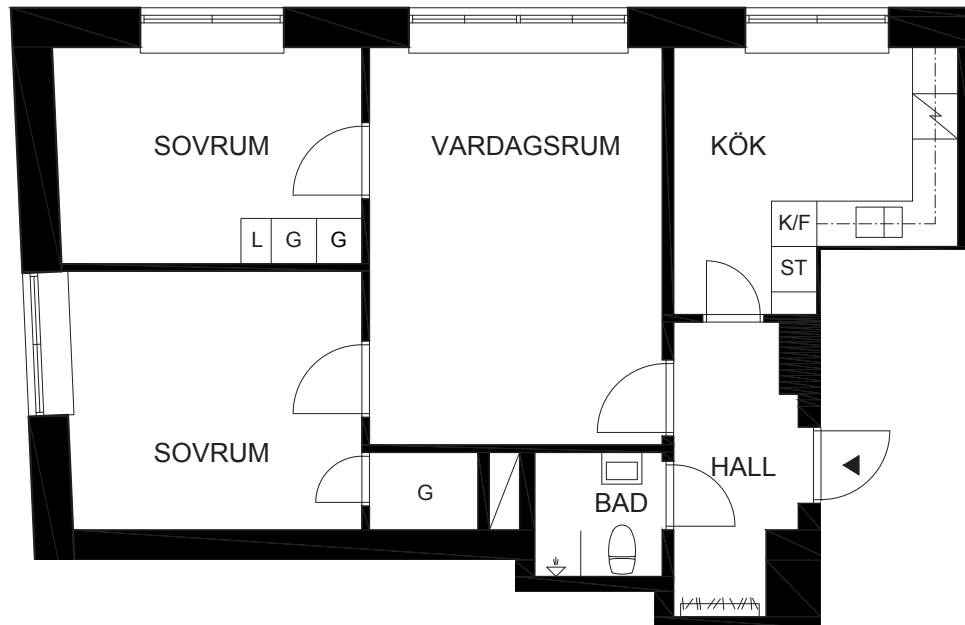 SOVRUM
VARDAGSRUM
KÖK
L G G
K/F
ST
SOVRUM
HALL
G
BAD